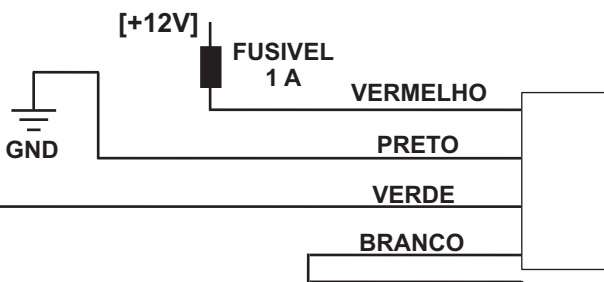 [+12V]
FUSIVEL
1 A
VERMELHO
GND
PRETO
VERDE
BRANCO